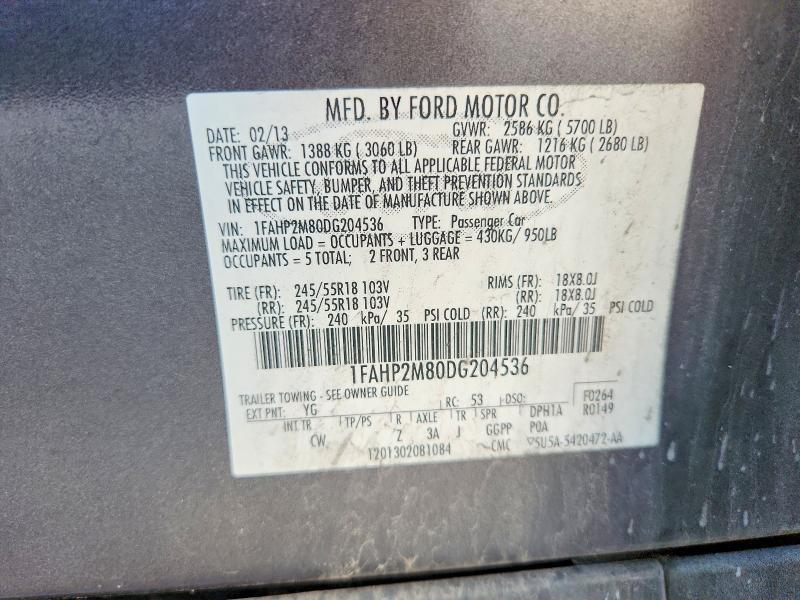 MFD. BY FORD MOTOR CO.
DATE: 02/13 GVWR: 2586 KG ( 5700 LB)
FRONT GAWR: 1388 KG ( 3060 LB) REAR GAWR: 1216 KG ( 2680 LB)
THIS VEHICLE CONFORMS TO ALL APPLICABLE FEDERAL MOTOR
VEHICLE SAFETY, BUMPER, AND THEFT PREVENTION STANDARDS
IN EFFECT ON THE DATE OF MANUFACTURE SHOWN ABOVE.
VIN: 1FAHP2M80DG204536 TYPE: Passenger Car
MAXIMUM LOAD = OCCUPANTS + LUGGAGE = 430KG/ 950LB
OCCUPANTS = 5 TOTAL; 2 FRONT, 3 REAR
TIRE (FR): 245/55R18 103V RIMS (FR): 18X8.0J
(RR): 245/55R18 103V (RR): 18X8.0J
PRESSURE (FR): 240 kPa/ 35 PSI COLD (RR): 240 kPa/ 35 PSI COLD
1FAHP2M80DG204536
TRAILER TOWING - SEE OWNER GUIDE
EXT PNT: YG RC: 53 DSO: F0264
INT TR TP/PS R AXLE TR SPR DPH1A R0149
CW Z 3A J GGPP POA
1201302081084 CMC 5U5A-5420472-AA